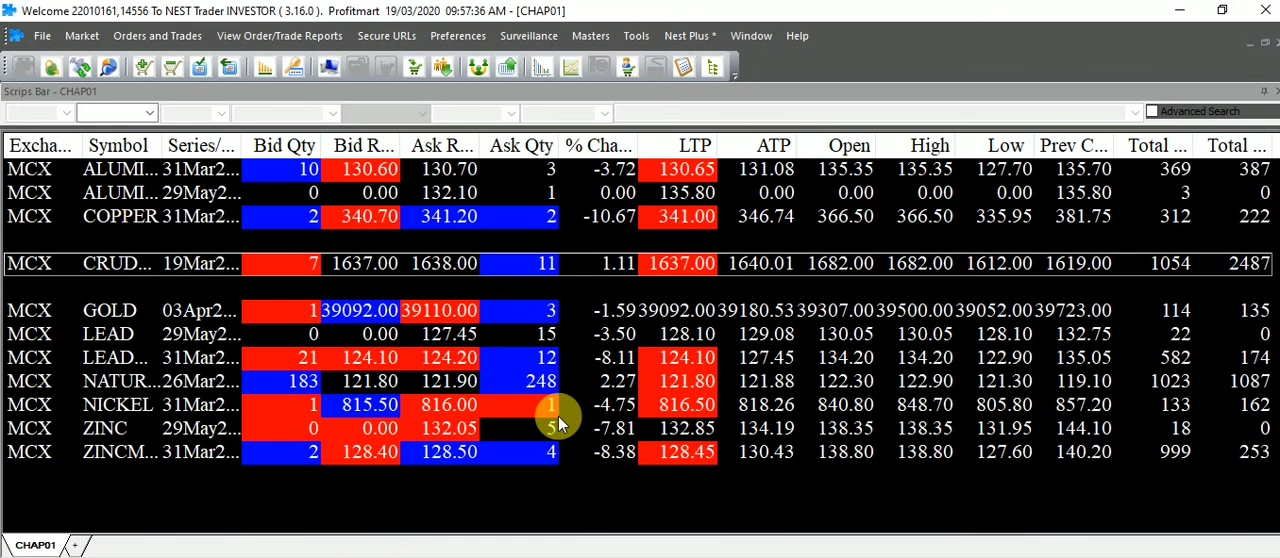 Welcome 22010161,14556 To NEST Trader INVESTOR ( 3.16.0 ). Profitmart 19/03/2020 09:57:36 AM - [CHAP01]
File Market Orders and Trades View Order/Trade Reports Secure URLs Preferences Surveillance Masters Tools Nest Plus * Window Help
Scrips Bar - CHAP01
Advanced Search
Excha... Symbol Series/... Bid Qty Bid R... Ask R... Ask Qty % Cha... LTP ATP Open High Low Prev C... Total ... Total ...
MCX ALUMI... 31Mar2... 10 130.60 130.70 3 -3.72 130.65 131.08 135.35 135.35 127.70 135.70 369 387
MCX ALUMI... 29May2... 0 0.00 132.10 1 0.00 135.80 0.00 0.00 0.00 0.00 135.80 3 0
MCX COPPER 31Mar2... 2 340.70 341.20 2 -10.67 341.00 346.74 366.50 366.50 335.95 381.75 312 222
MCX CRUD... 19Mar2... 7 1637.00 1638.00 11 1.11 1637.00 1640.01 1682.00 1682.00 1612.00 1619.00 1054 2487
MCX GOLD 03Apr2... 1 39092.00 39110.00 3 -1.59 39092.00 39180.53 39307.00 39500.00 39052.00 39723.00 114 135
MCX LEAD 29May2... 0 0.00 127.45 15 -3.50 128.10 129.08 130.05 130.05 128.10 132.75 22 0
MCX LEAD... 31Mar2... 21 124.10 124.20 12 -8.11 124.10 127.45 134.20 134.20 122.90 135.05 582 174
MCX NATUR... 26Mar2... 183 121.80 121.90 248 2.27 121.80 121.88 122.20 122.90 121.30 119.10 1023 1087
MCX NICKEL 31Mar2... 1 815.50 816.00 1 -4.75 816.50 818.26 840.80 848.70 805.80 857.20 133 162
MCX ZINC 29May2... 0 0.00 132.05 5 -7.81 132.85 134.19 138.35 138.35 131.95 144.10 18 0
MCX ZINCM... 31Mar2... 2 128.40 128.50 4 -8.38 128.45 130.43 138.80 138.80 127.60 140.20 999 253
CHAP01 +